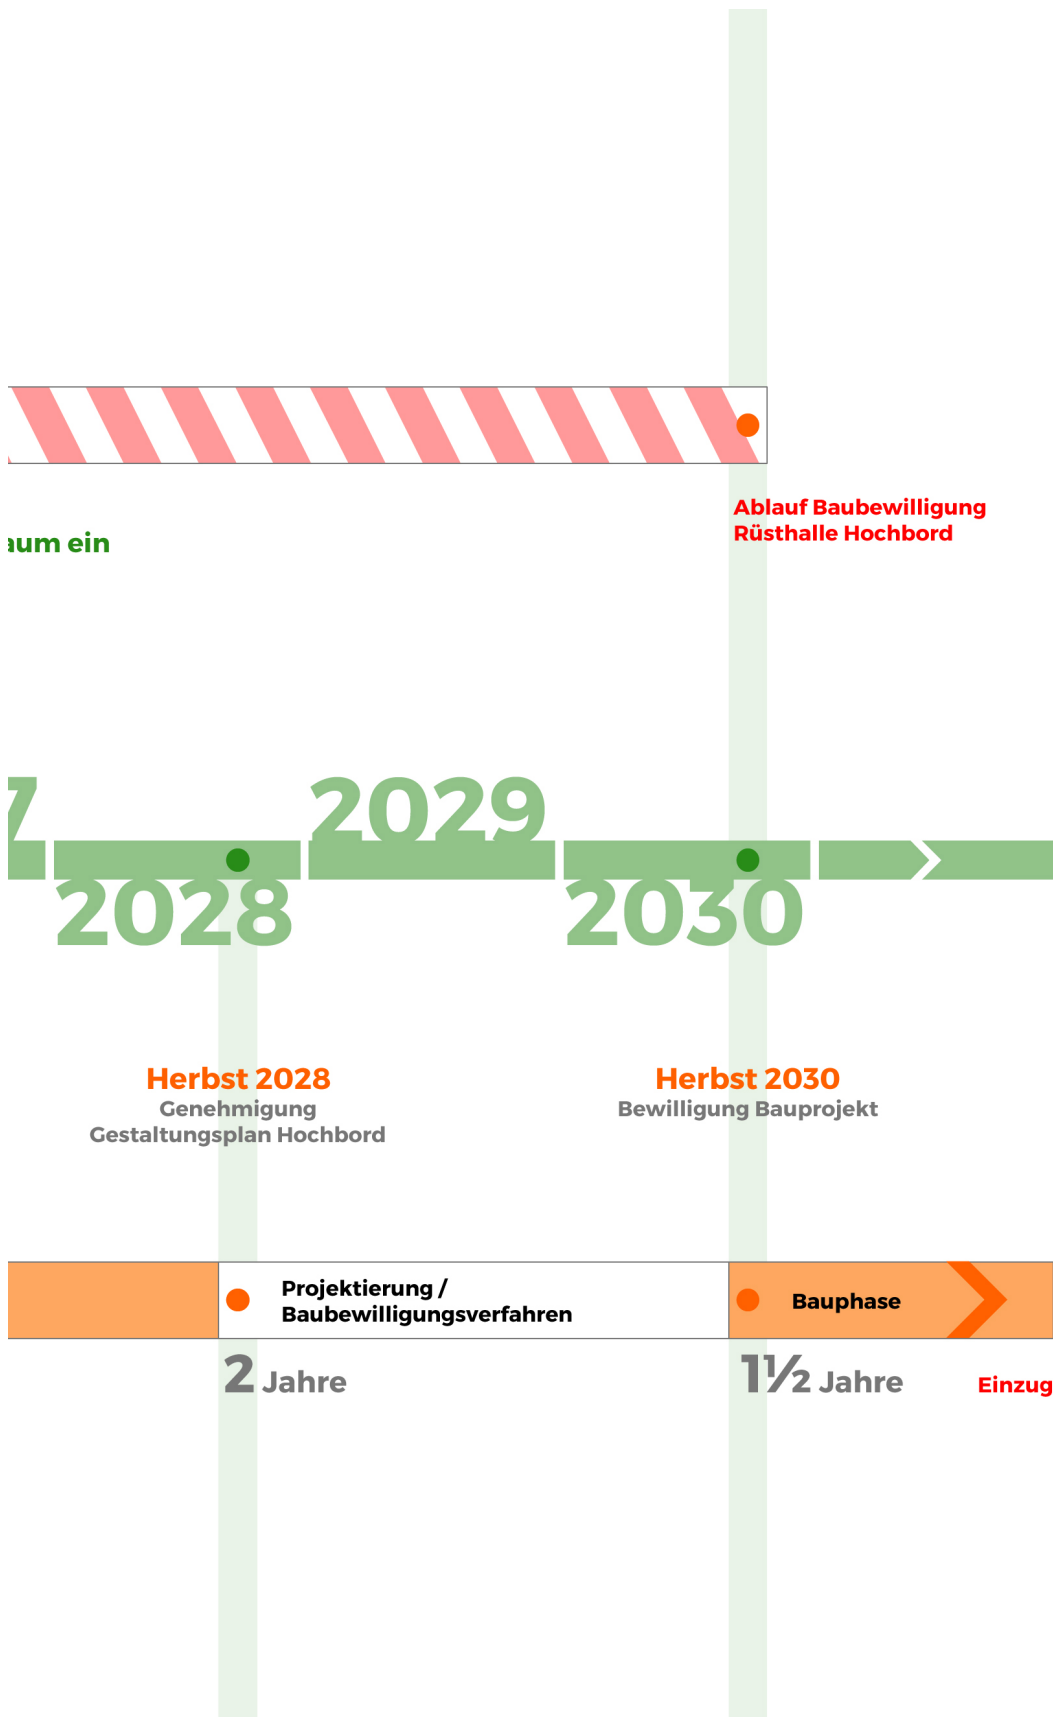 Ablauf Baubewilligung
Rüsthalle Hochbord
ein
2029
2028
2030
Herbst 2028
Genehmigung
Gestaltungsplan Hochbord
Herbst 2030
Bewilligung Bauprojekt
Projektierung /
Baubewilligungsverfahren
Bauphase
2 Jahre
1½ Jahre
Einzug